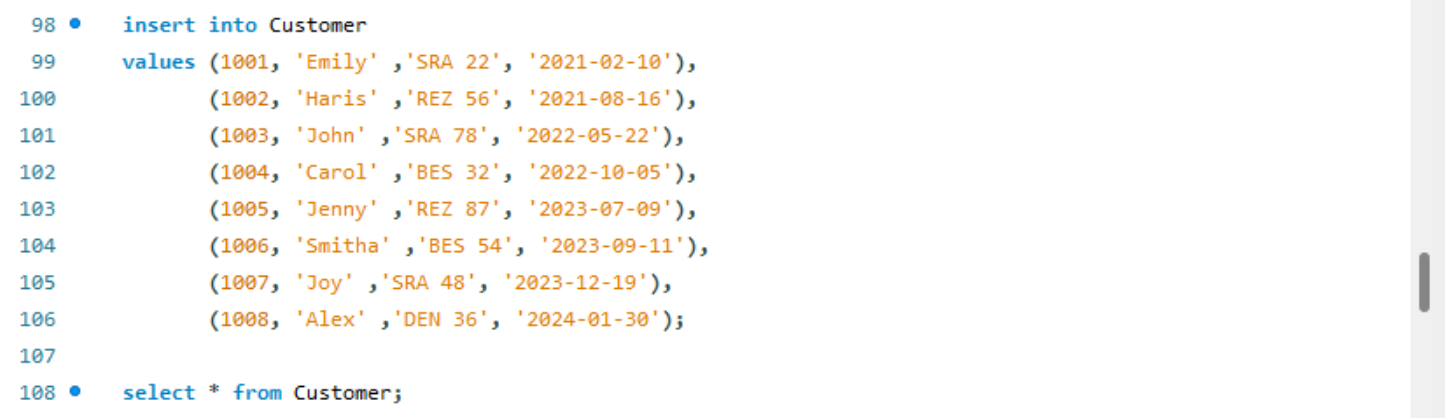 98 insert into Customer
99 values (1001, 'Emily' ,'SRA 22', '2021-02-10'),
100 (1002, 'Haris' ,'REZ 56', '2021-08-16'),
101 (1003, 'John' ,'SRA 78', '2022-05-22'),
102 (1004, 'Carol' ,'BES 32', '2022-10-05'),
103 (1005, 'Jenny' ,'REZ 87', '2023-07-09'),
104 (1006, 'Smitha' ,'BES 54', '2023-09-11'),
105 (1007, 'Joy' ,'SRA 48', '2023-12-19'),
106 (1008, 'Alex' ,'DEN 36', '2024-01-30');
107
108 select * from Customer;